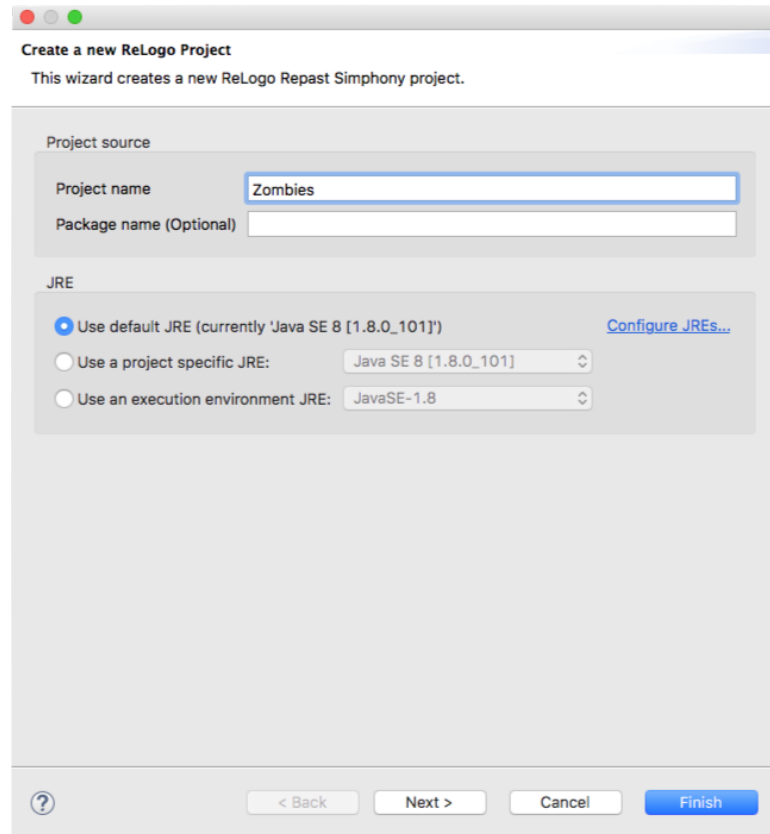 Create a new ReLogo Project
This wizard creates a new ReLogo Repast Simphony project.
Project source
Project name Zombies
Package name (Optional)
JRE
Use default JRE (currently 'Java SE 8 [1.8.0_101]') Configure JREs...
Use a project specific JRE: Java SE 8 [1.8.0_101]
Use an execution environment JRE: JavaSE-1.8
? < Back Next > Cancel Finish